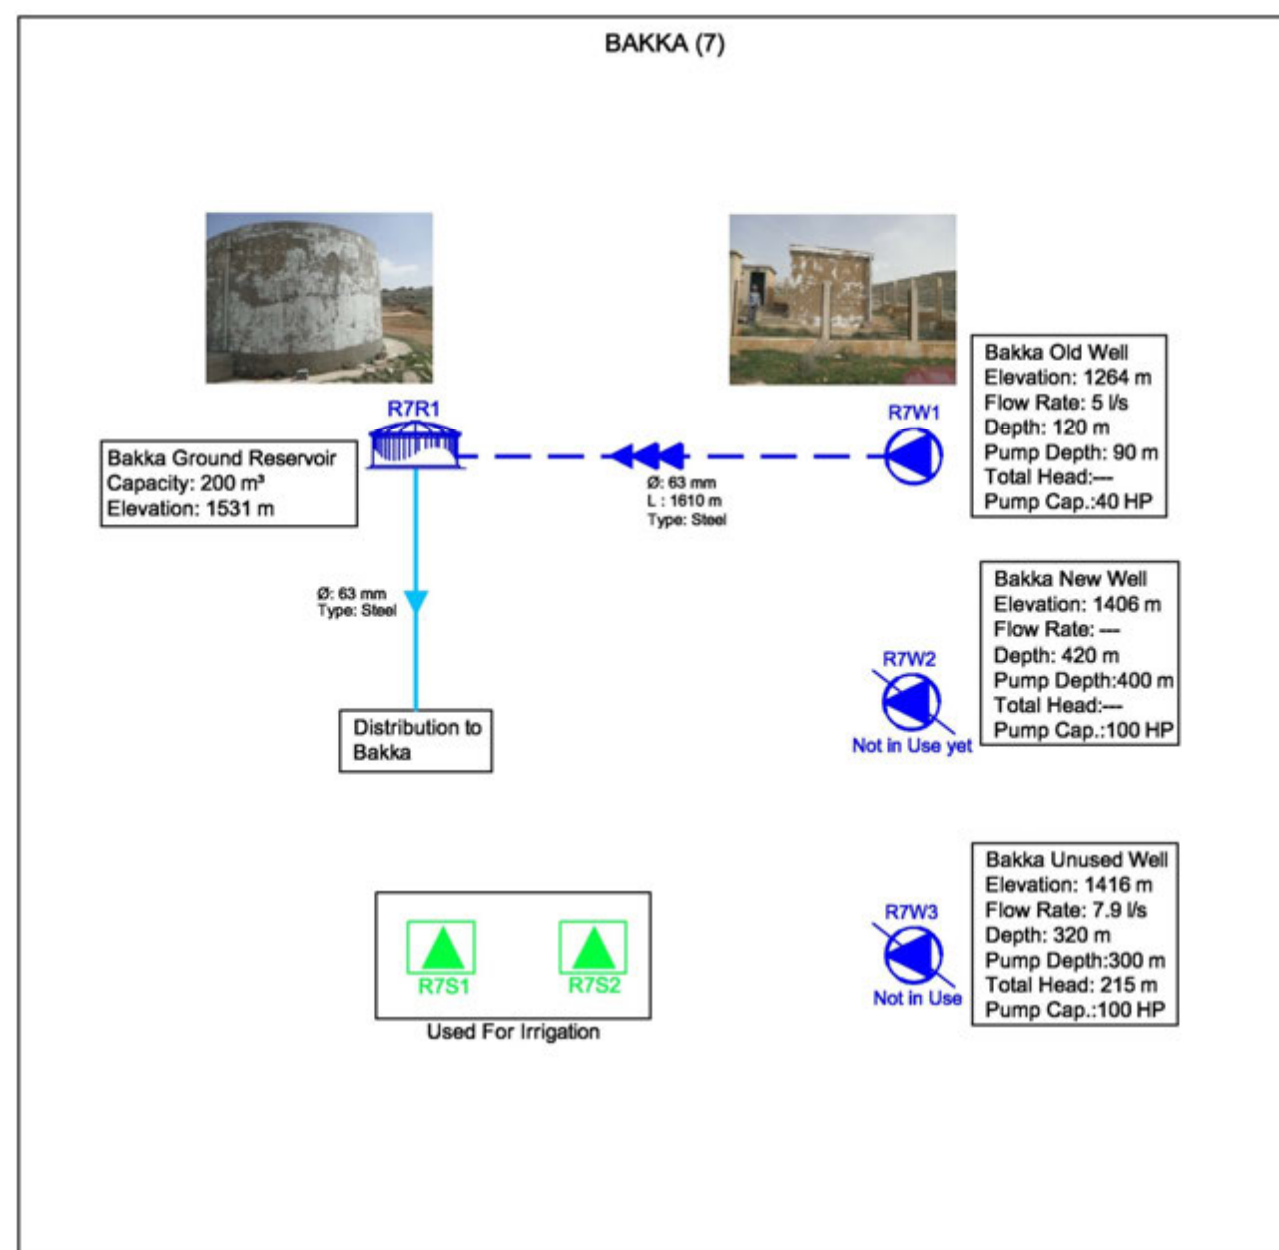 BAKKA (7)
R7R1
Bakka Ground Reservoir
Capacity: 200 m³
Elevation: 1531 m
Ø: 63 mm
L : 1610 m
Type: Steel
R7W1
Bakka Old Well
Elevation: 1264 m
Flow Rate: 5 l/s
Depth: 120 m
Pump Depth: 90 m
Total Head:---
Pump Cap.:40 HP
Ø: 63 mm
Type: Steel
Distribution to
Bakka
R7W2
Not in Use yet
Bakka New Well
Elevation: 1406 m
Flow Rate: ---
Depth: 420 m
Pump Depth:400 m
Total Head:---
Pump Cap.:100 HP
R7S1
R7S2
Used For Irrigation
R7W3
Not in Use
Bakka Unused Well
Elevation: 1416 m
Flow Rate: 7.9 l/s
Depth: 320 m
Pump Depth:300 m
Total Head: 215 m
Pump Cap.:100 HP